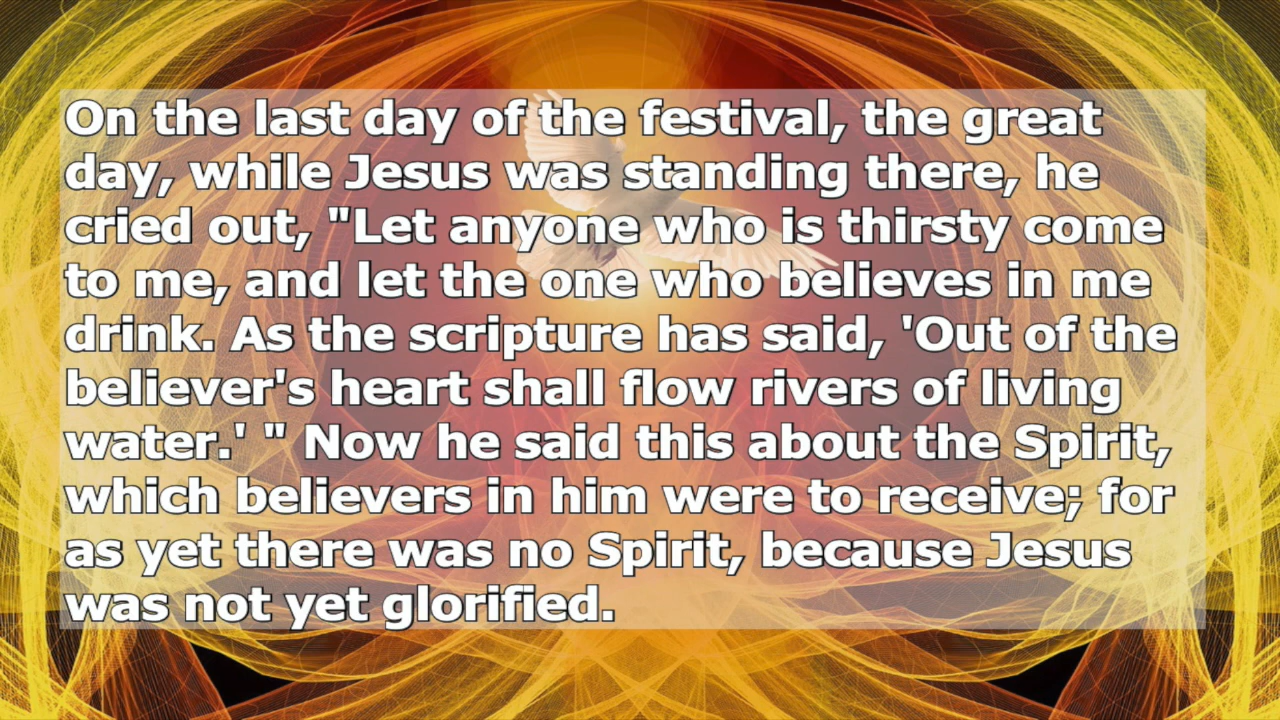 On the last day of the festival, the great
day, while Jesus was standing there, he
cried out, "Let anyone who is thirsty come
to me, and let the one who believes in me
drink. As the scripture has said, 'Out of the
believer's heart shall flow rivers of living
water.' " Now he said this about the Spirit,
which believers in him were to receive; for
as yet there was no Spirit, because Jesus
was not yet glorified.